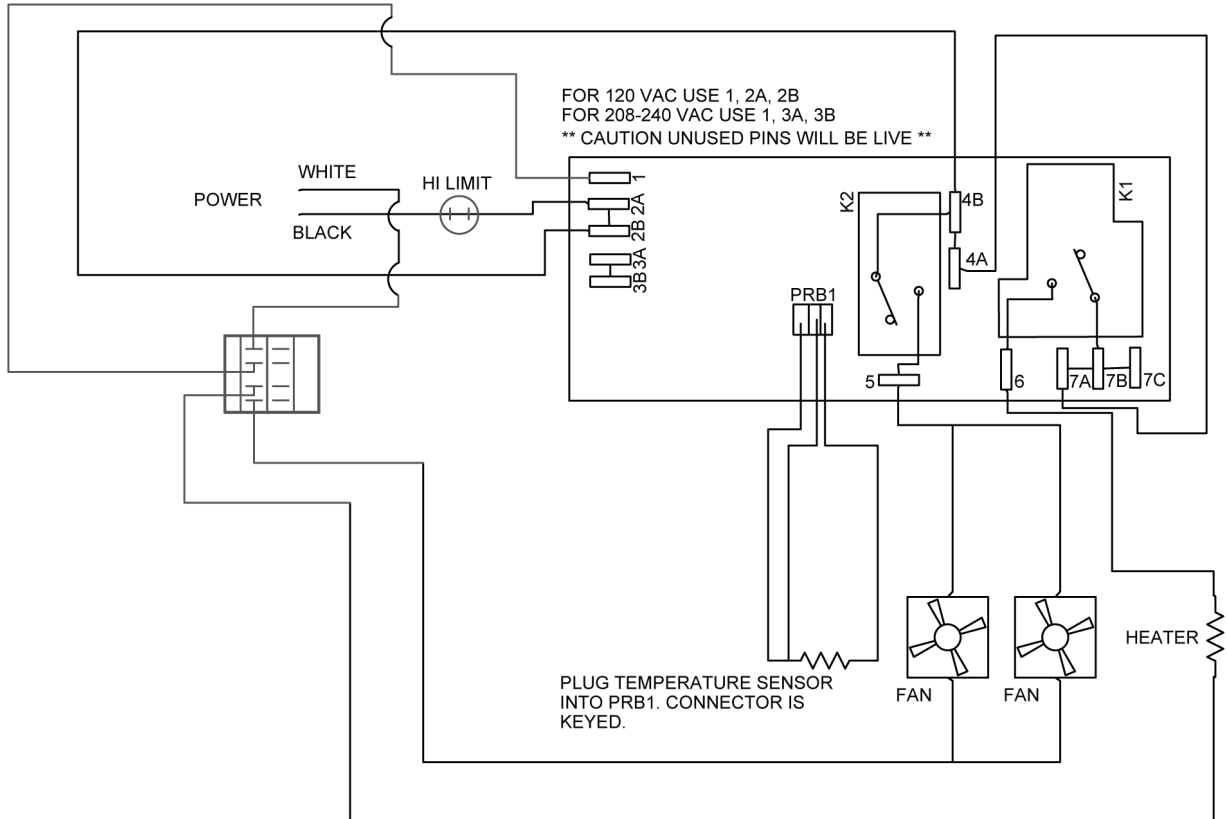 FOR 120 VAC USE 1, 2A, 2B
FOR 208-240 VAC USE 1, 3A, 3B
** CAUTION UNUSED PINS WILL BE LIVE **
WHITE
POWER
HI LIMIT
BLACK
1
2A
2B
3A
3B
K2
4B
4A
K1
PRB1
5
6
7A
7B
7C
HEATER
PLUG TEMPERATURE SENSOR
INTO PRB1. CONNECTOR IS
KEYED.
FAN
FAN